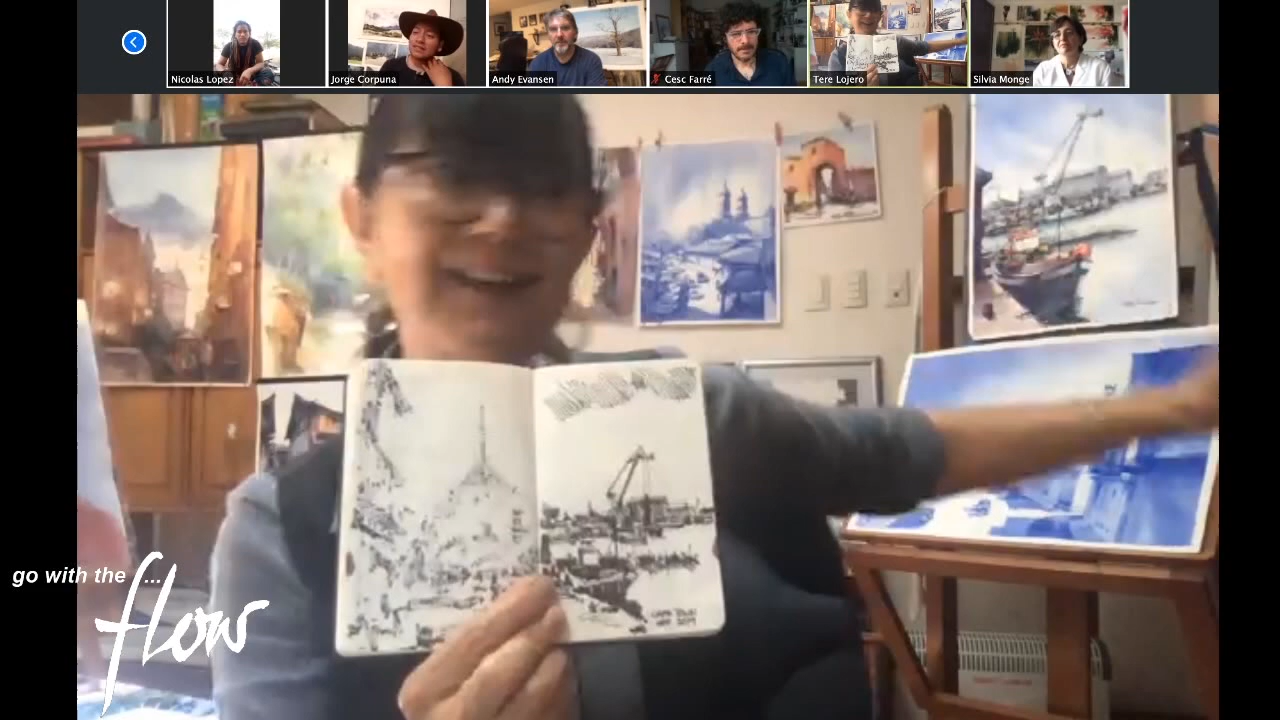 Nicolas Lopez
Jorge Corpuna
Andy Evansen
Cesc Farré
Tere Lojero
Silvia Monge
go with the ...
flow